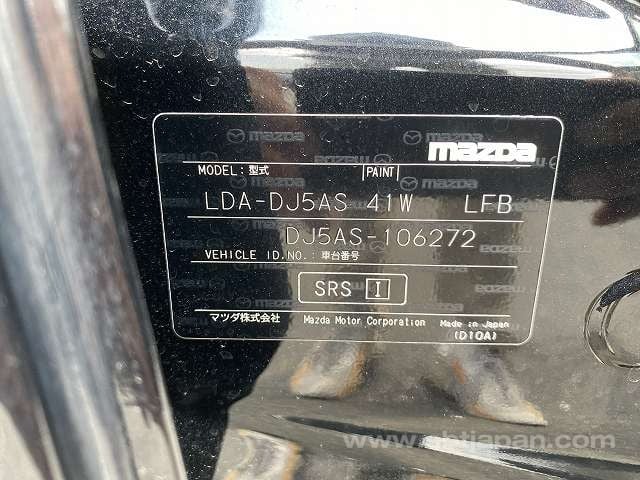 mazda
MODEL: 型式 PAINT
LDA-DJ5AS 41W LFB
DJ5AS-106272
VEHICLE ID.NO.: 車台番号
SRS I
マツダ株式会社 Mazda Motor Corporation Made in Japan
(D10A)
www.sbtjapan.com